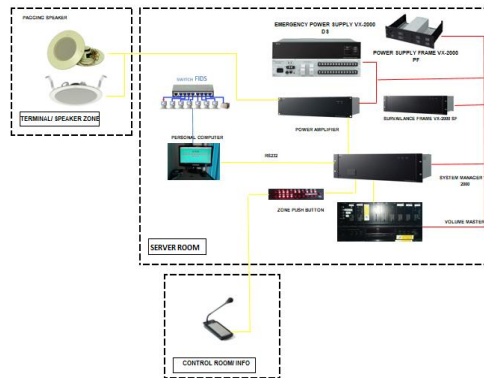 PAGGING SPEAKER
TERMINAL/ SPEAKER ZONE
EMERGENCY POWER SUPPLY VX-2000
DS
POWER SUPPLY FRAME VX-2000
PF
SWITCH FIDS
POWER AMPLIFIER
SURVAILANCE FRAME VX-2000 SF
PERSONAL COMPUTER
RS232
SYSTEM MANAGER
2000
ZONE PUSH BUTTON
VOLUME MASTER
SERVER ROOM
CONTROL ROOM/ INFO